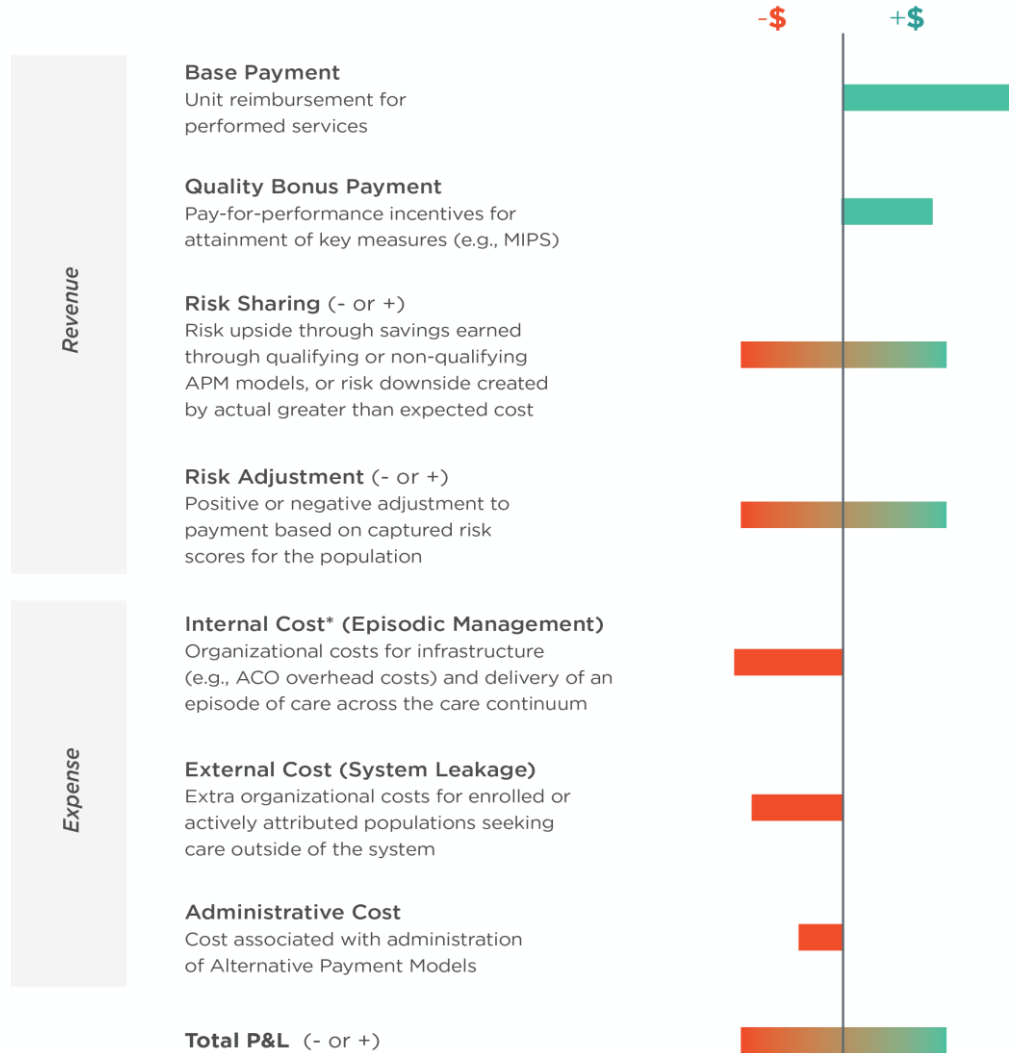 -$ +$
Revenue
Base Payment
Unit reimbursement for
performed services
Quality Bonus Payment
Pay-for-performance incentives for
attainment of key measures (e.g., MIPS)
Risk Sharing (- or +)
Risk upside through savings earned
through qualifying or non-qualifying
APM models, or risk downside created
by actual greater than expected cost
Risk Adjustment (- or +)
Positive or negative adjustment to
payment based on captured risk
scores for the population
Expense
Internal Cost* (Episodic Management)
Organizational costs for infrastructure
(e.g., ACO overhead costs) and delivery of an
episode of care across the care continuum
External Cost (System Leakage)
Extra organizational costs for enrolled or
actively attributed populations seeking
care outside of the system
Administrative Cost
Cost associated with administration
of Alternative Payment Models
Total P&L (- or +)